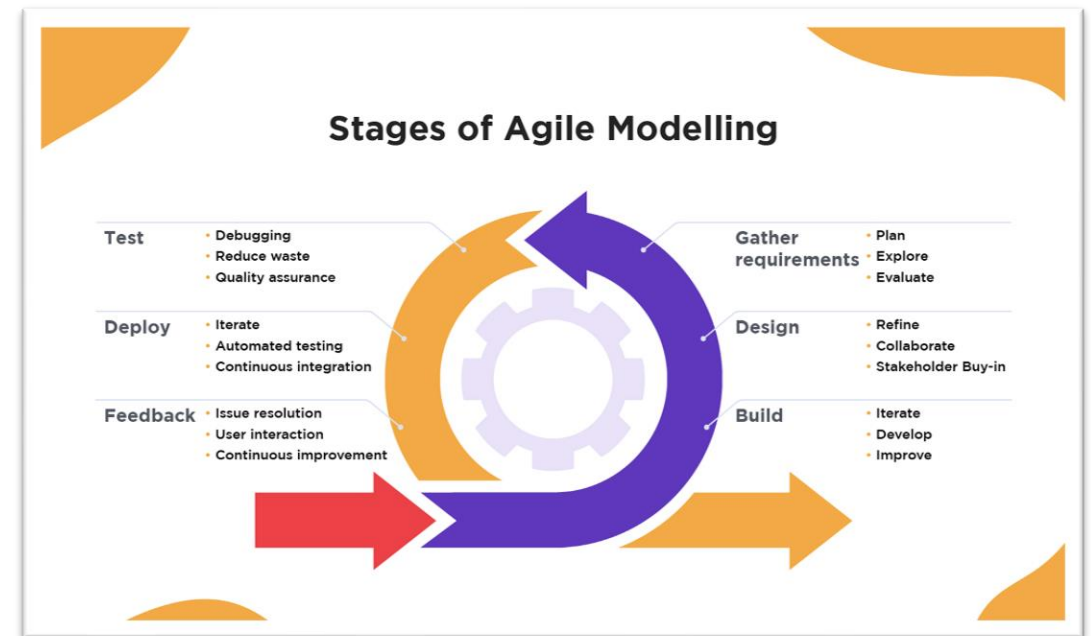 Stages of Agile Modelling
Test
Debugging
Reduce waste
Quality assurance
Deploy
Iterate
Automated testing
Continuous integration
Feedback
Issue resolution
User interaction
Continuous improvement
Gather
requirements
Plan
Explore
Evaluate
Design
Refine
Collaborate
Stakeholder Buy-in
Build
Iterate
Develop
Improve